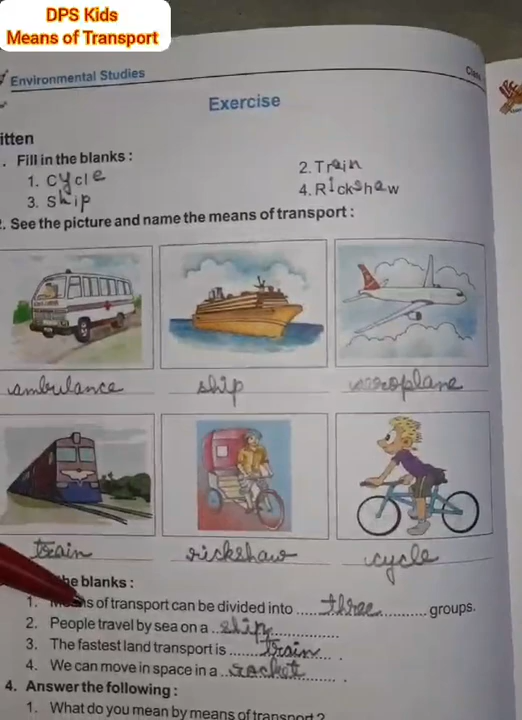 DPS Kids
Means of Transport
Environmental Studies
Class
Exercise
itten
. Fill in the blanks :
1. Cycle
2. Train
3. Ship
4. Rickshaw
2. See the picture and name the means of transport :
ambulance ship aeroplane
train rickshaw cycle
the blanks :
1. Means of transport can be divided into three groups.
2. People travel by sea on a ship
3. The fastest land transport is train .
4. We can move in space in a rocket .
4. Answer the following :
1. What do you mean by means of transport ?